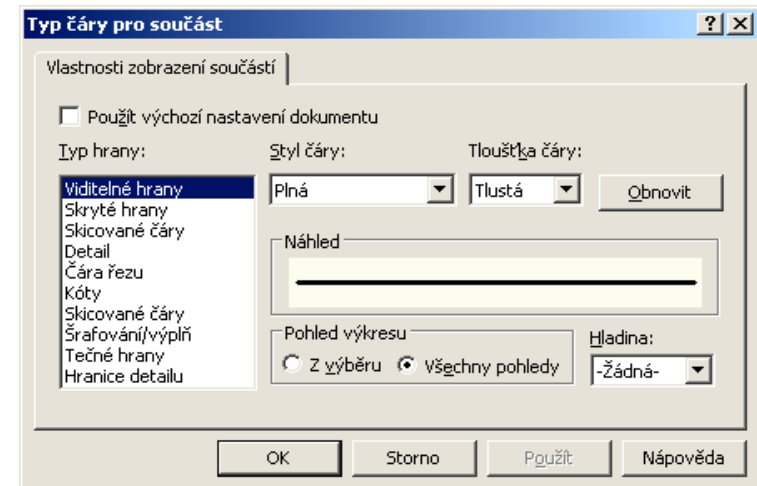 Typ čáry pro součást
Vlastnosti zobrazení součástí
Použít výchozí nastavení dokumentu
Typ hrany:
Styl čáry:
Tloušťka čáry:
Viditelné hrany
Skryté hrany
Skicované čáry
Detail
Čára řezu
Kóty
Skicované čáry
Šrafování/výplň
Tečné hrany
Hranice detailu
Plná
Tlustá
Obnovit
Náhled
Pohled výkresu
Z výběru
Všechny pohledy
Hladina:
-Žádná-
OK
Storno
Použít
Nápověda